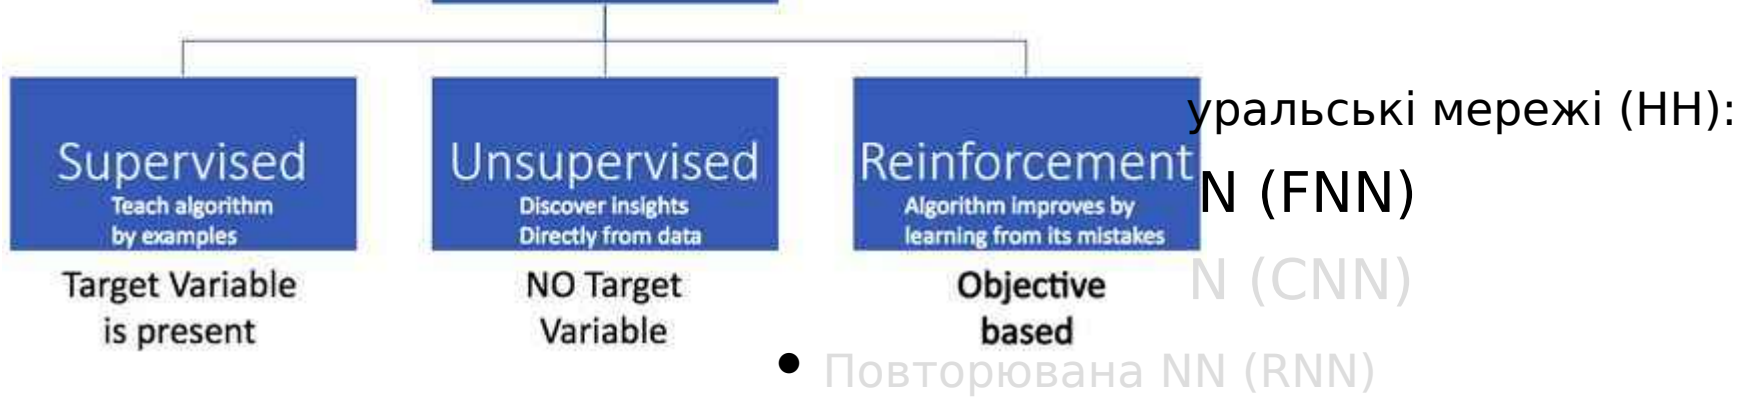 Supervised
Teach algorithm
by examples
Target Variable
is present
Unsupervised
Discover insights
Directly from data
NO Target
Variable
Reinforcement
Algorithm improves by
learning from its mistakes
Objective
based
уральські мережі (НН):
N (FNN)
N (CNN)
• Повторювана NN (RNN)